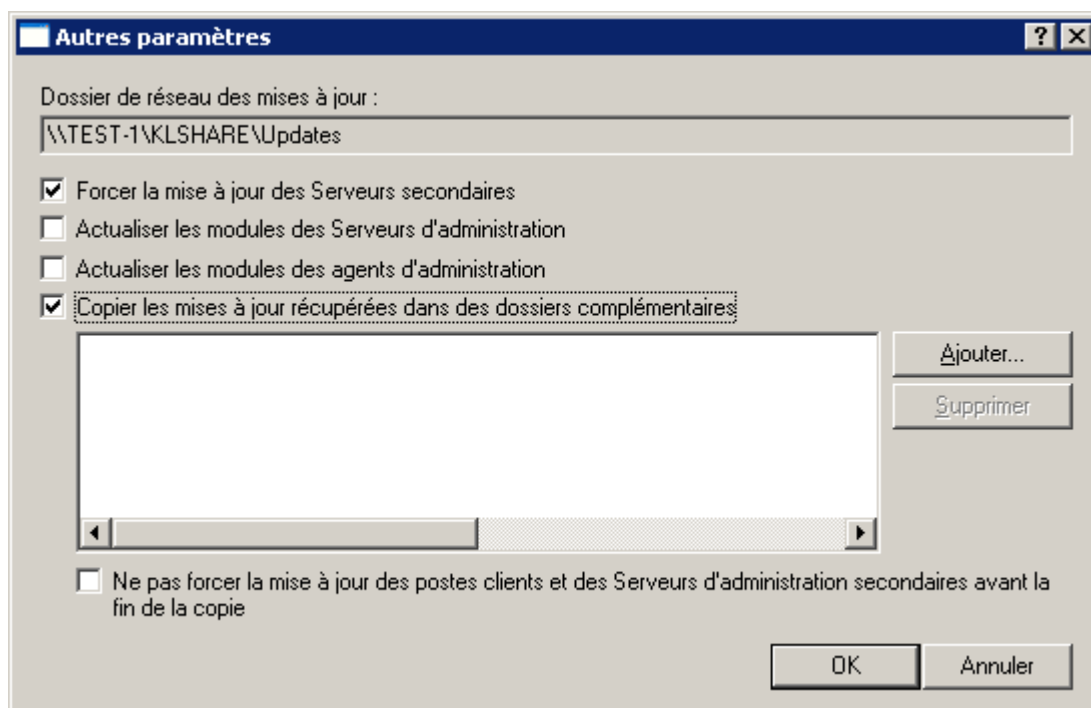 Autres paramètres
Dossier de réseau des mises à jour :
\\TEST-1\KLSHARE\Updates
Forcer la mise à jour des Serveurs secondaires
Actualiser les modules des Serveurs d'administration
Actualiser les modules des agents d'administration
Copier les mises à jour récupérées dans des dossiers complémentaires
Ajouter...
Supprimer
Ne pas forcer la mise à jour des postes clients et des Serveurs d'administration secondaires avant la
fin de la copie
OK
Annuler